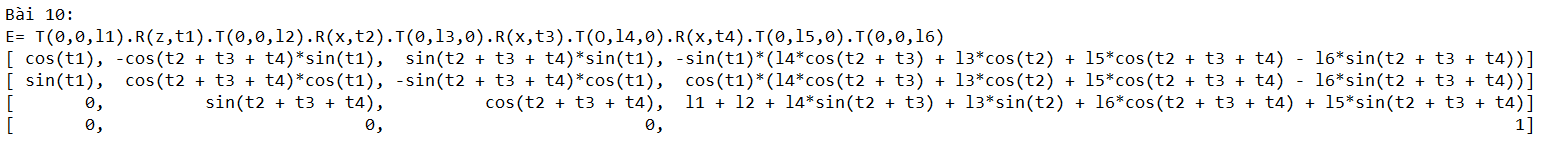 Bài 10:
E= T(0,0,l1).R(z,t1).T(0,0,l2).R(x,t2).T(0,l3,0).R(x,t3).T(O,l4,0).R(x,t4).T(0,l5,0).T(0,0,l6)
[ cos(t1), -cos(t2 + t3 + t4)*sin(t1),  sin(t2 + t3 + t4)*sin(t1), -sin(t1)*(l4*cos(t2 + t3) + l3*cos(t2) + l5*cos(t2 + t3 + t4) - l6*sin(t2 + t3 + t4))]
[ sin(t1),  cos(t2 + t3 + t4)*cos(t1), -sin(t2 + t3 + t4)*cos(t1),  cos(t1)*(l4*cos(t2 + t3) + l3*cos(t2) + l5*cos(t2 + t3 + t4) - l6*sin(t2 + t3 + t4))]
[       0,          sin(t2 + t3 + t4),          cos(t2 + t3 + t4),  l1 + l2 + l4*sin(t2 + t3) + l3*sin(t2) + l6*cos(t2 + t3 + t4) + l5*sin(t2 + t3 + t4)]
[       0,                          0,                          0,                                                                                      1]